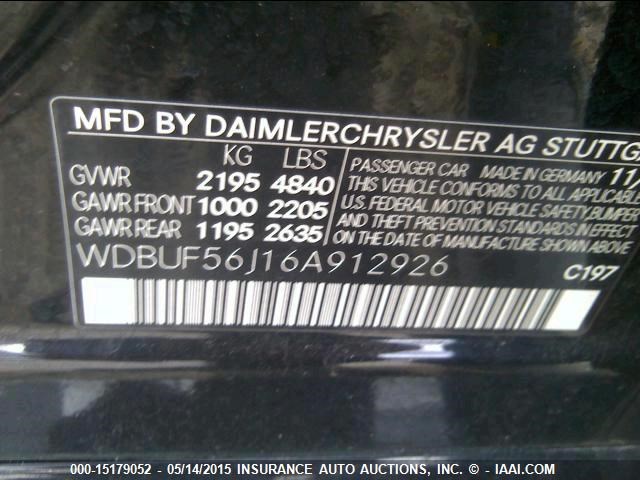 MFD BY DAIMLERCHRYSLER AG STUTTG
KG LBS
GVWR 2195 4840
GAWR FRONT 1000 2205
GAWR REAR 1195 2635
PASSENGER CAR MADE IN GERMANY 11/
THIS VEHICLE CONFORMS TO ALL APPLICABL
U.S. FEDERAL MOTOR VEHICLE SAFETY, BUMPER
AND THEFT PREVENTION STANDARDS IN EFFECT
ON THE DATE OF MANUFACTURE SHOWN ABOVE
WDBUF56J16A912926
C197
000-15179052 - 05/14/2015 INSURANCE AUTO AUCTIONS, INC. - IAAI.COM